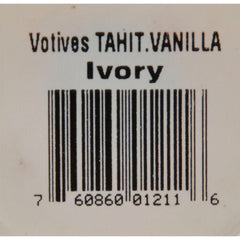 Votives TAHIT.VANILLA
Ivory
7 60860 01211 6